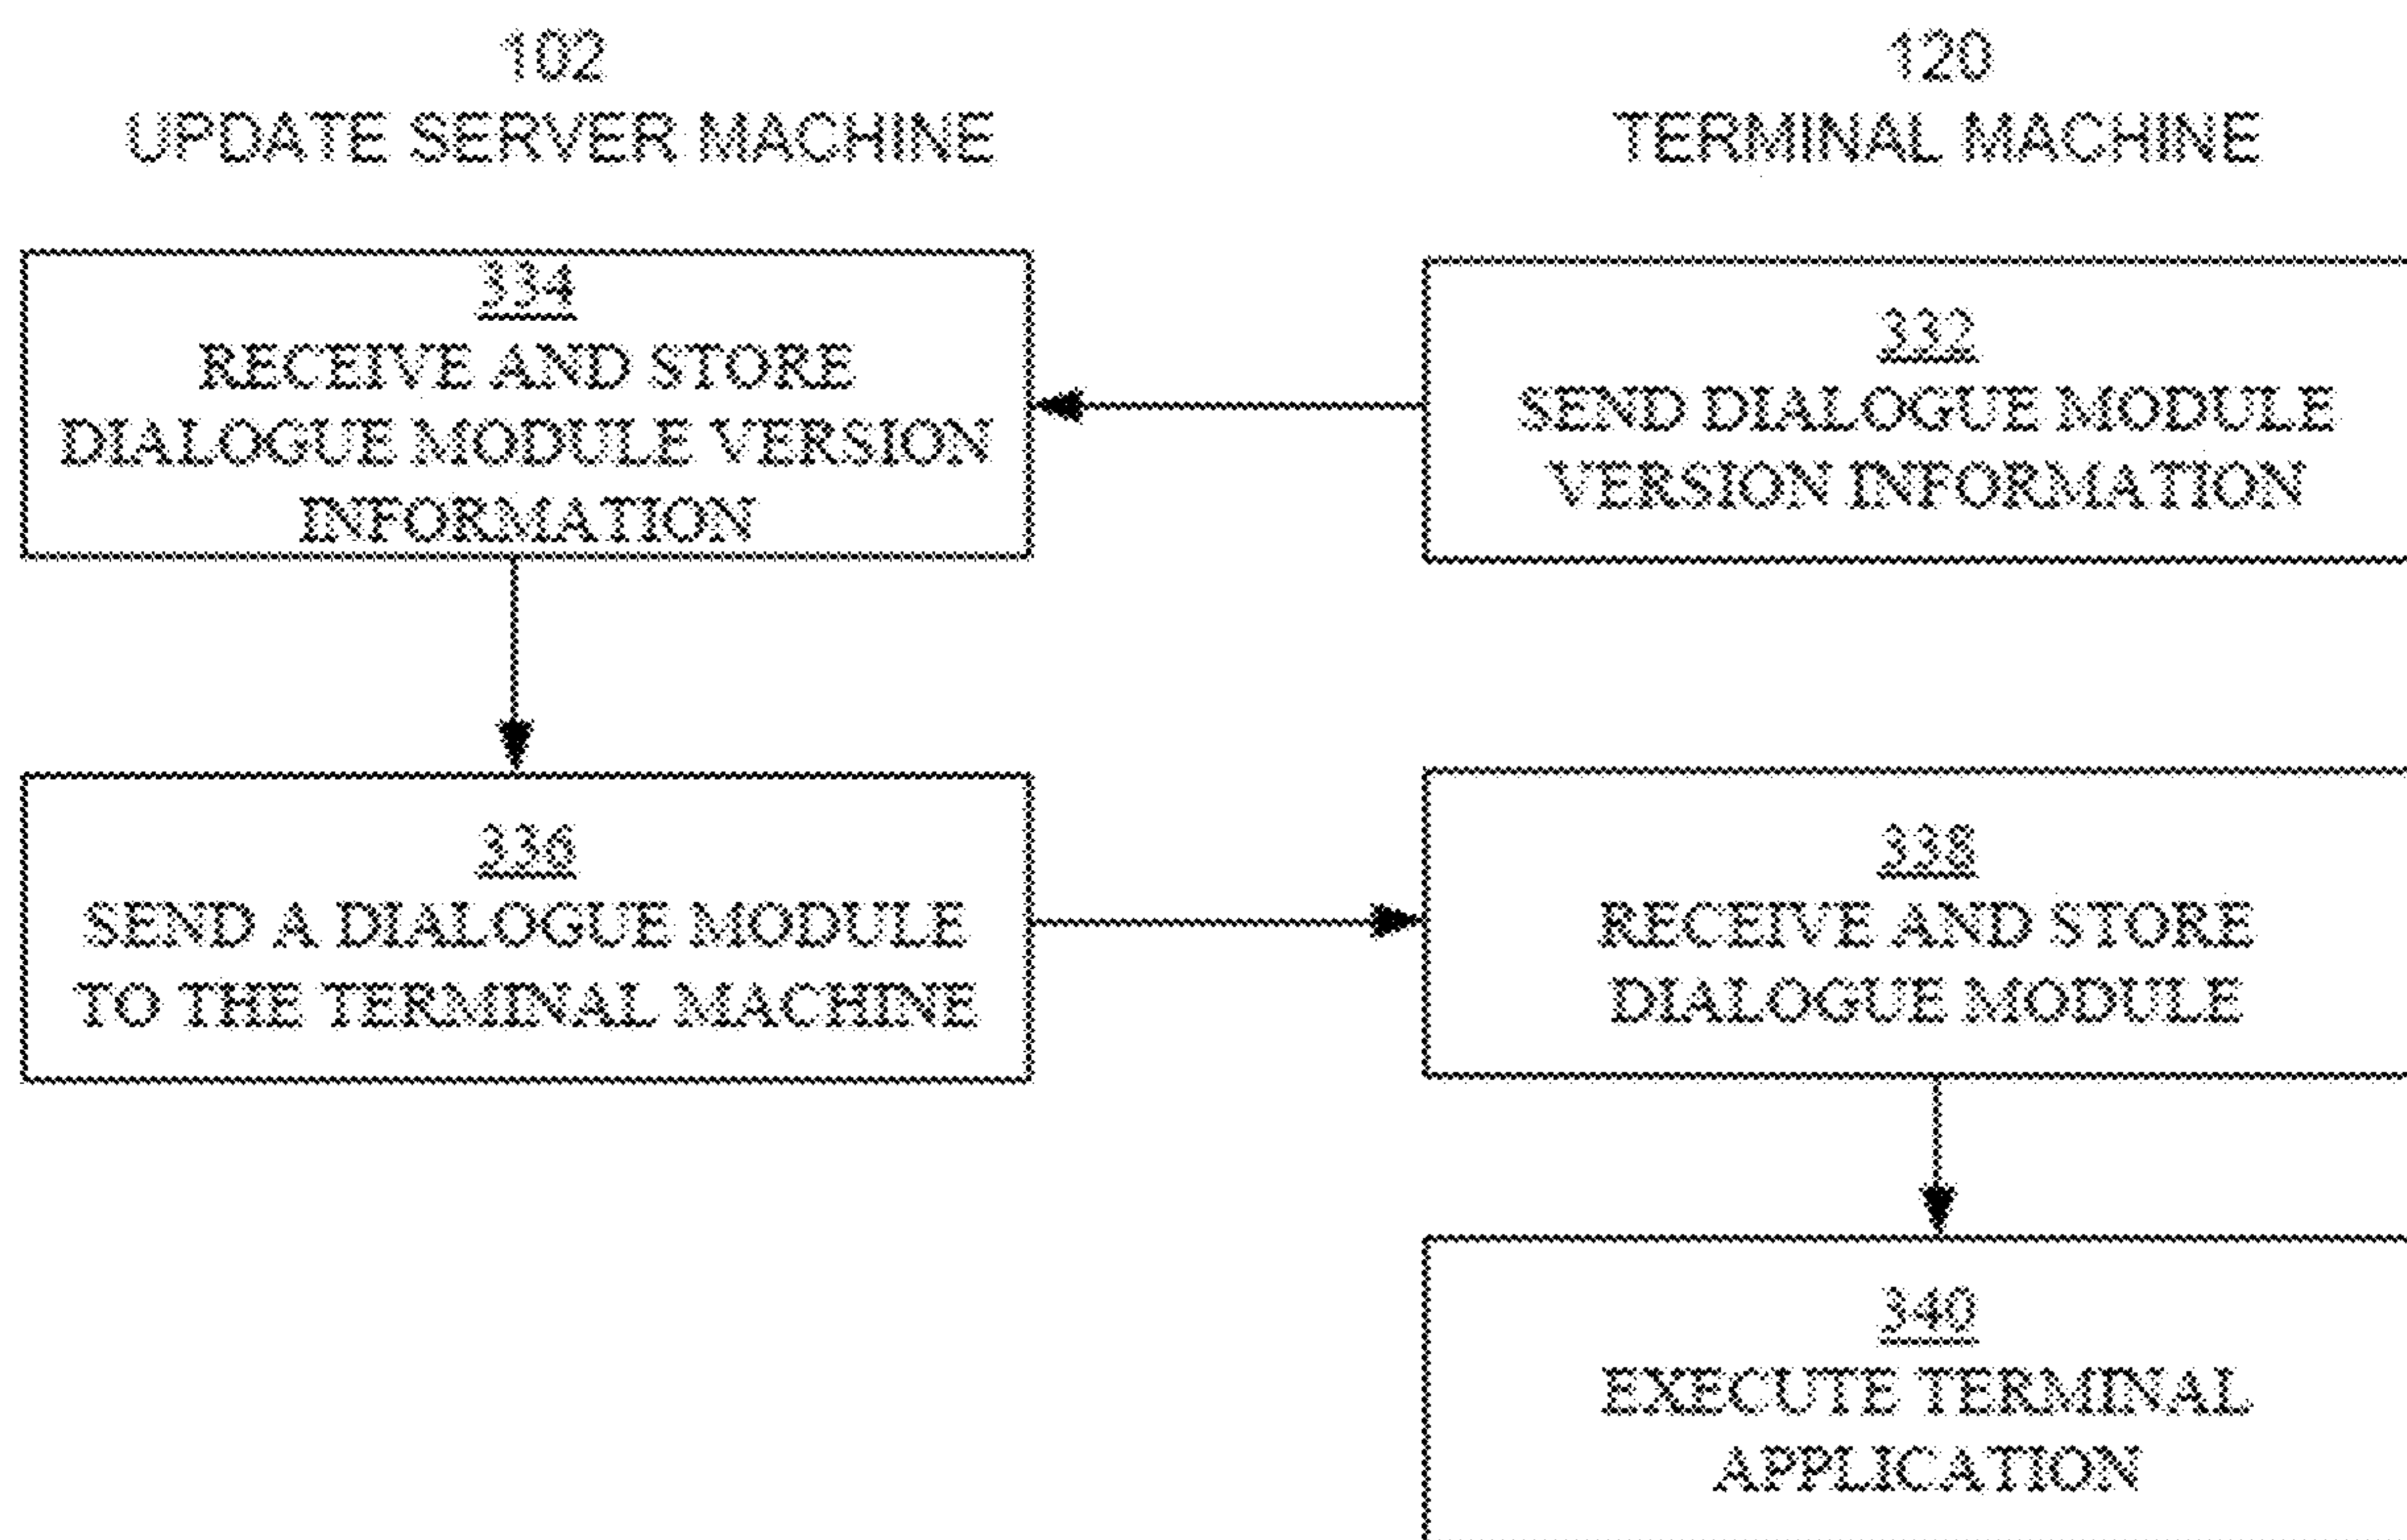 102
UPDATE SERVER MACHINE
120
TERMINAL MACHINE
334
RECEIVE AND STORE
DIALOGUE MODULE VERSION
INFORMATION
332
SEND DIALOGUE MODULE
VERSION INFORMATION
336
SEND A DIALOGUE MODULE
TO THE TERMINAL MACHINE
338
RECEIVE AND STORE
DIALOGUE MODULE
340
EXECUTE TERMINAL
APPLICATION